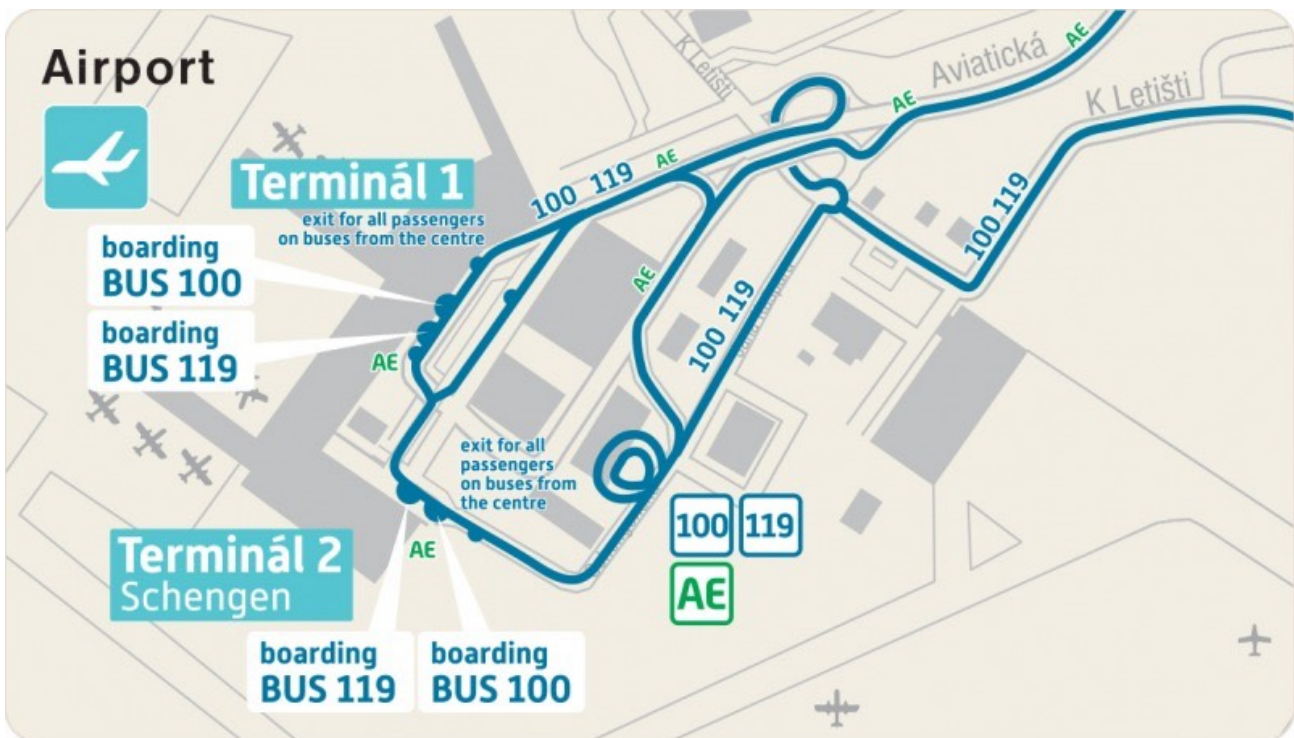 Airport
K Letišti
Aviatická
AE
K Letišti
AE
AE
Terminál 1
exit for all passengers
on buses from the centre
100 119
boarding
BUS 100
boarding
BUS 119
100 119
AE
100 119
AE
exit for all
passengers
on buses from
the centre
100
119
AE
AE
Terminál 2
Schengen
boarding
BUS 119
boarding
BUS 100